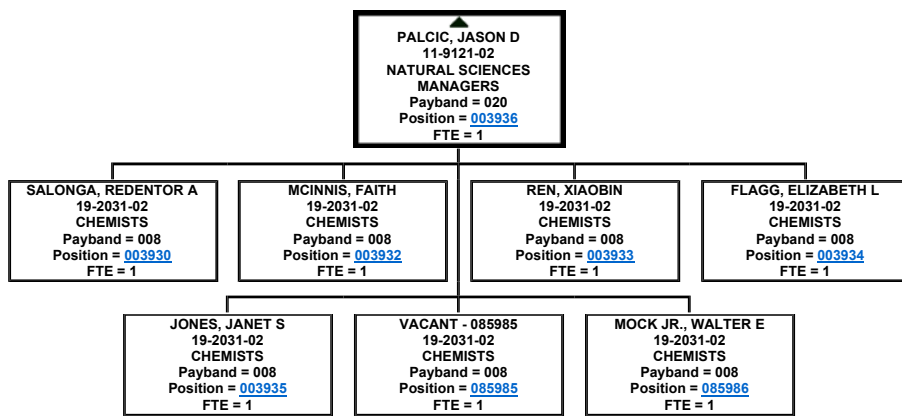 PALCIC, JASON D
11-9121-02
NATURAL SCIENCES
MANAGERS
Payband = 020
Position = 003936
FTE = 1
SALONGA, REDENTOR A
19-2031-02
CHEMISTS
Payband = 008
Position = 003930
FTE = 1
MCINNIS, FAITH
19-2031-02
CHEMISTS
Payband = 008
Position = 003932
FTE = 1
REN, XIAOBIN
19-2031-02
CHEMISTS
Payband = 008
Position = 003933
FTE = 1
FLAGG, ELIZABETH L
19-2031-02
CHEMISTS
Payband = 008
Position = 003934
FTE = 1
JONES, JANET S
19-2031-02
CHEMISTS
Payband = 008
Position = 003935
FTE = 1
VACANT - 085985
19-2031-02
CHEMISTS
Payband = 008
Position = 085985
FTE = 1
MOCK JR., WALTER E
19-2031-02
CHEMISTS
Payband = 008
Position = 085986
FTE = 1